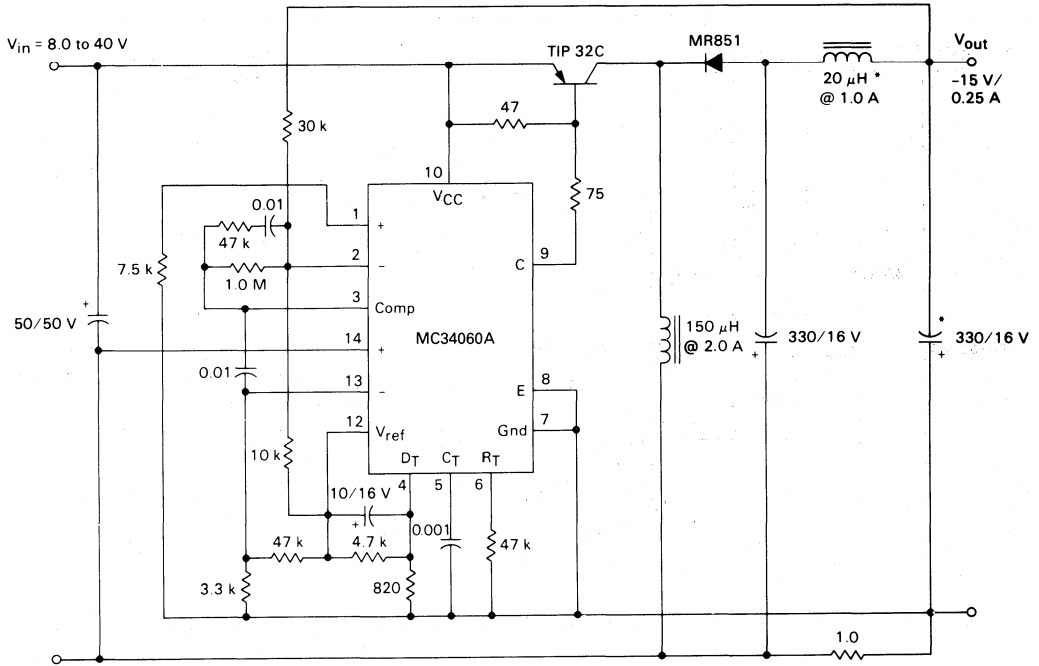 V_in = 8.0 to 40 V
TIP 32C
MR851
V_out
20 μH *
@ 1.0 A
-15 V/
0.25 A
47
30 k
10
V_CC
75
0.01
47 k
1
+
7.5 k
2
−
9
C
1.0 M
3
Comp
50/50 V
+
14
+
MC34060A
150 μH
@ 2.0 A
330/16 V
+
*
330/16 V
+
0.01
13
−
8
E
12
V_ref
7
Gnd
10 k
D_T
C_T
R_T
4
5
6
10/16 V
+
0.001
47 k
4.7 k
47 k
3.3 k
820
1.0